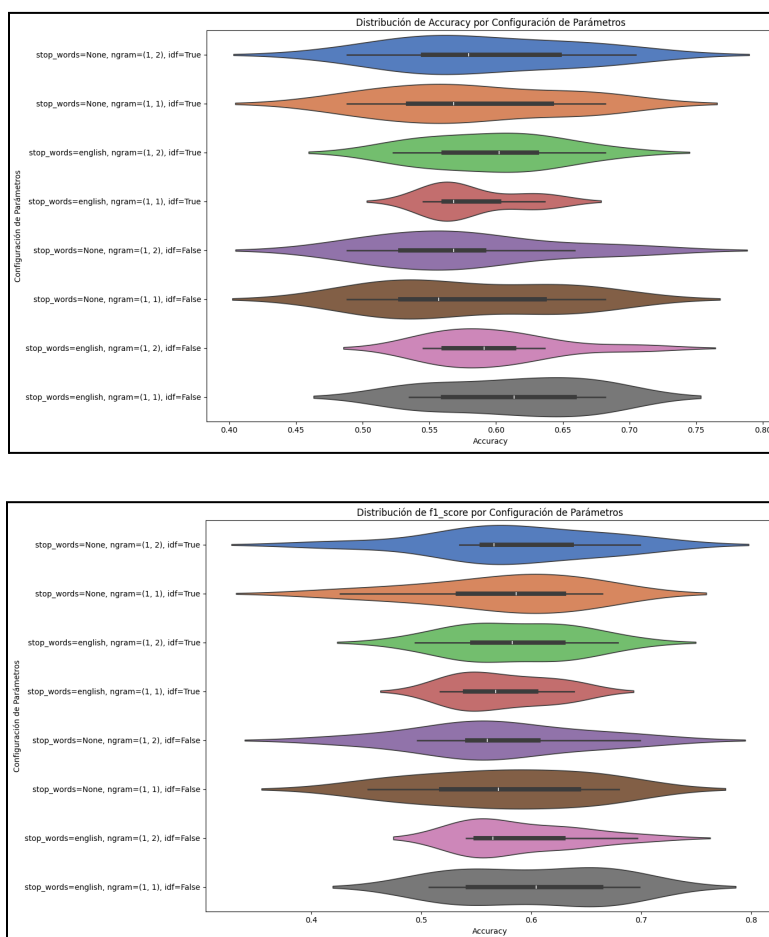 Distribución de Accuracy por Configuración de Parámetros
Configuración de Parámetros
stop_words=None, ngram=(1, 2), idf=True
stop_words=None, ngram=(1, 1), idf=True
stop_words=english, ngram=(1, 2), idf=True
stop_words=english, ngram=(1, 1), idf=True
stop_words=None, ngram=(1, 2), idf=False
stop_words=None, ngram=(1, 1), idf=False
stop_words=english, ngram=(1, 2), idf=False
stop_words=english, ngram=(1, 1), idf=False
0.40 0.45 0.50 0.55 0.60 0.65 0.70 0.75 0.80
Accuracy
Distribución de f1_score por Configuración de Parámetros
Configuración de Parámetros
stop_words=None, ngram=(1, 2), idf=True
stop_words=None, ngram=(1, 1), idf=True
stop_words=english, ngram=(1, 2), idf=True
stop_words=english, ngram=(1, 1), idf=True
stop_words=None, ngram=(1, 2), idf=False
stop_words=None, ngram=(1, 1), idf=False
stop_words=english, ngram=(1, 2), idf=False
stop_words=english, ngram=(1, 1), idf=False
0.4 0.5 0.6 0.7 0.8
Accuracy